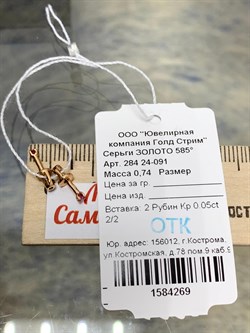 ООО "Ювелирная
компания Голд Стрим"
Серьги ЗОЛОТО 585°
Арт. 284 24-091
Масса 0,74 Размер
Цена за гр.
Цена изд.
Вставка: 2 Рубин Кр 0.05ct
2/2
ОТК
Юр. адрес: 156012, г.Кострома,
ул.Костромская, д.78 пом.9 каб.9
1584269
Сам